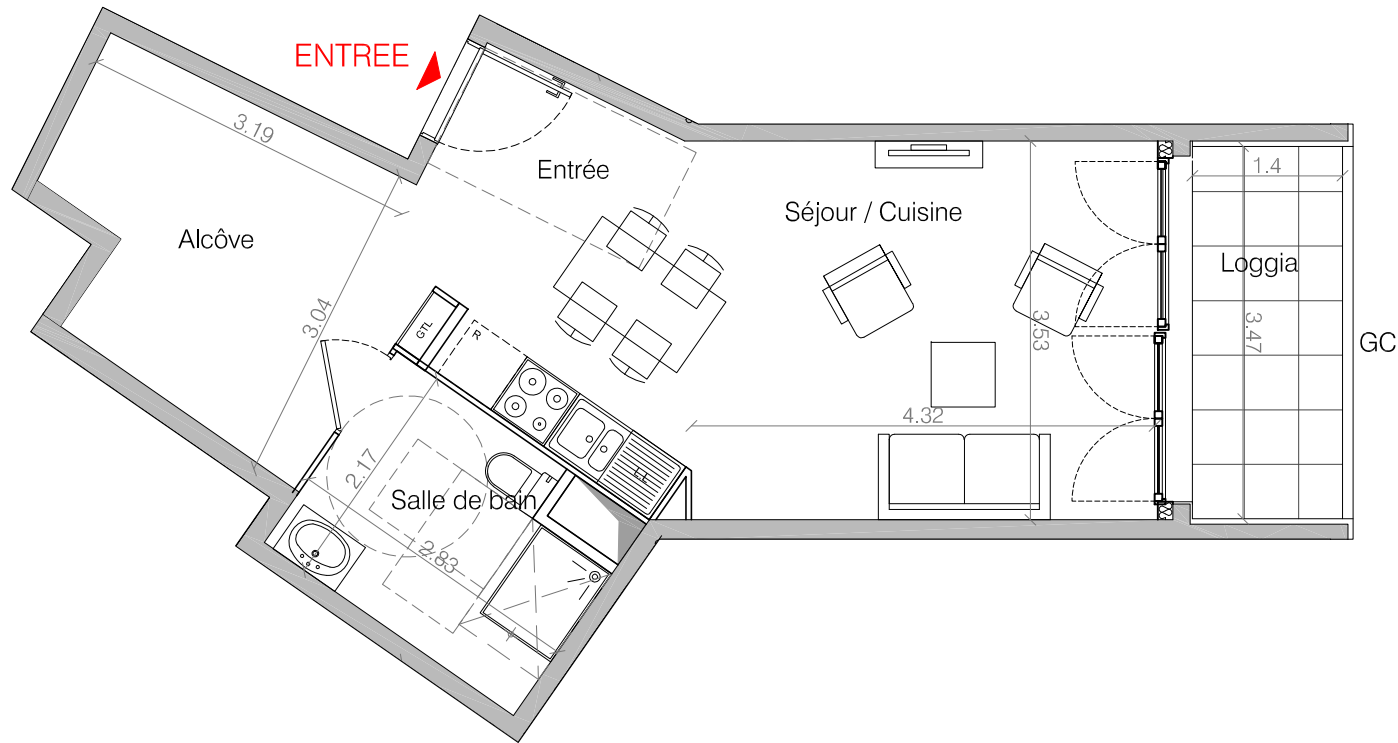 ENTREE
3.19
Entrée
1.4
Séjour / Cuisine
Alcôve
Loggia
3.04
GTL
R
3.53
3.47
GC
4.32
2.17
E.L
Salle de bain
2.83